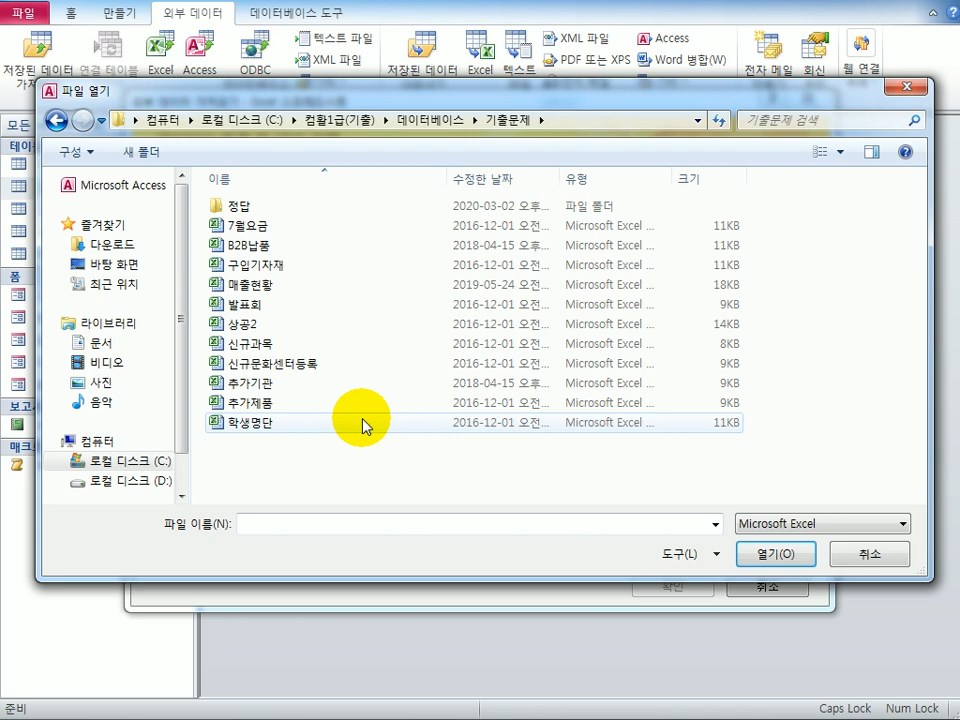 파일 홈 만들기 외부 데이터 데이터베이스 도구
텍스트 파일 XML 파일 Access
XML 파일 PDF 또는 XPS Word 병합(W)
저장된 데이터 연결 테이블 Excel Access ODBC 저장된 데이터 Excel 텍스트 전자 메일 회신 웹 연결
파일 열기
컴퓨터 로컬 디스크 (C:) 컴활1급(기출) 데이터베이스 기출문제 기출문제 검색
모든
구성 새 폴더
이름 수정한 날짜 유형 크기
Microsoft Access
즐겨찾기
다운로드
바탕 화면
최근 위치
라이브러리
문서
비디오
사진
음악
컴퓨터
로컬 디스크 (C:)
로컬 디스크 (D:)
폼
정답 2020-03-02 오후... 파일 폴더
7월요금 2016-12-01 오전... Microsoft Excel ... 11KB
B2B납품 2018-04-15 오후... Microsoft Excel ... 11KB
구입기자재 2016-12-01 오전... Microsoft Excel ... 11KB
매출현황 2019-05-24 오전... Microsoft Excel ... 18KB
발표회 2016-12-01 오전... Microsoft Excel ... 9KB
상공2 2016-12-01 오전... Microsoft Excel ... 14KB
신규과목 2016-12-01 오전... Microsoft Excel ... 8KB
신규문화센터등록 2016-12-01 오전... Microsoft Excel ... 9KB
추가기관 2018-04-15 오후... Microsoft Excel ... 9KB
추가제품 2016-12-01 오전... Microsoft Excel ... 9KB
학생명단 2016-12-01 오전... Microsoft Excel ... 11KB
파일 이름(N): Microsoft Excel
도구(L) 열기(O) 취소
확인 취소
준비 Caps Lock Num Lock